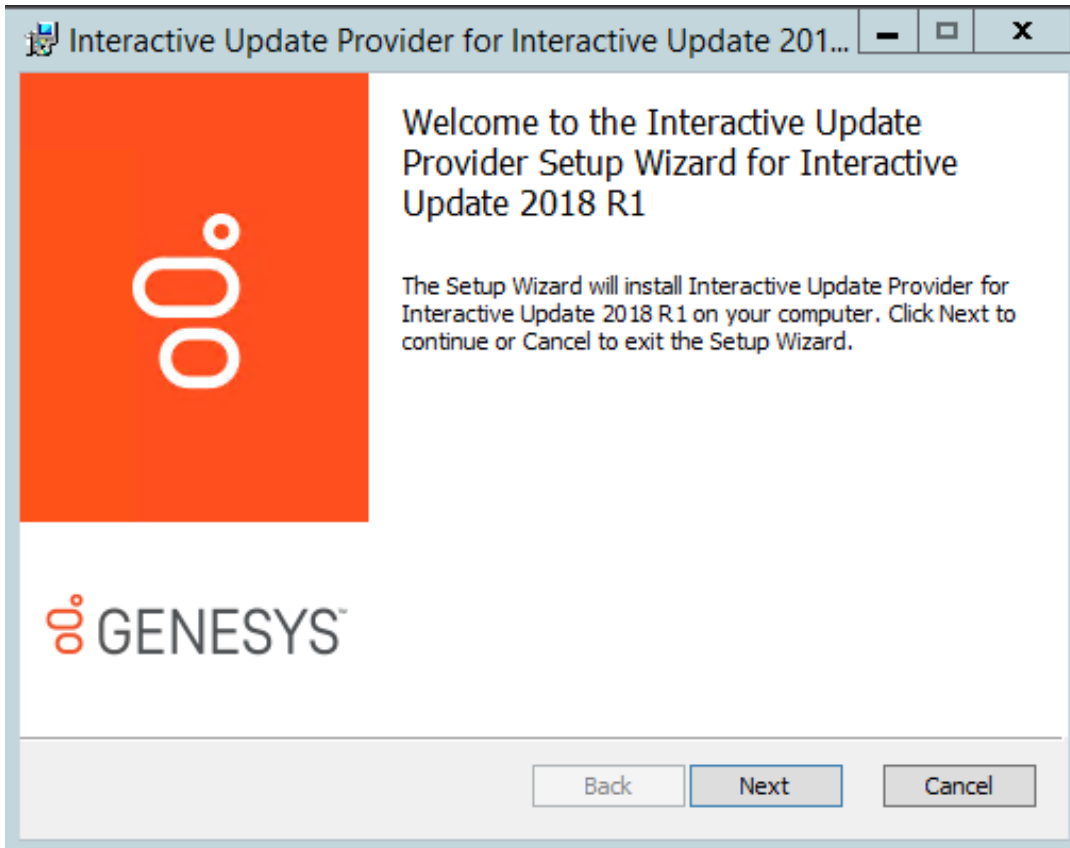 Interactive Update Provider for Interactive Update 201...
Welcome to the Interactive Update
Provider Setup Wizard for Interactive
Update 2018 R1
The Setup Wizard will install Interactive Update Provider for
Interactive Update 2018 R1 on your computer. Click Next to
continue or Cancel to exit the Setup Wizard.
GENESYS™
Back Next Cancel